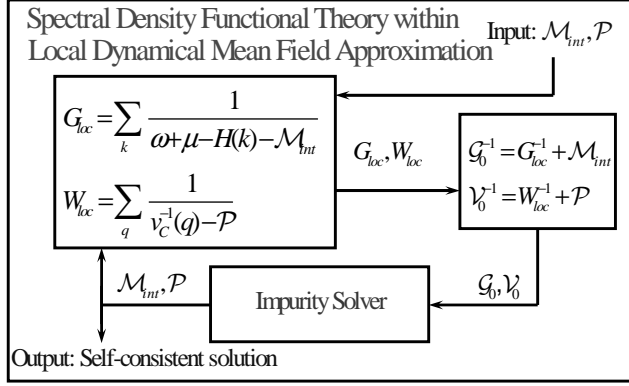 Spectral Density Functional Theory within
Local Dynamical Mean Field Approximation
Input: ℳ_int, 𝒫
G_loc = ∑_k 1/(ω+μ−H(k)−ℳ_int)
W_loc = ∑_q 1/(v_C^{-1}(q)−𝒫)
G_loc, W_loc
𝒢_0^{-1} = G_loc^{-1} + ℳ_int
𝒱_0^{-1} = W_loc^{-1} + 𝒫
ℳ_int, 𝒫
Impurity Solver
𝒢_0, 𝒱_0
Output: Self-consistent solution